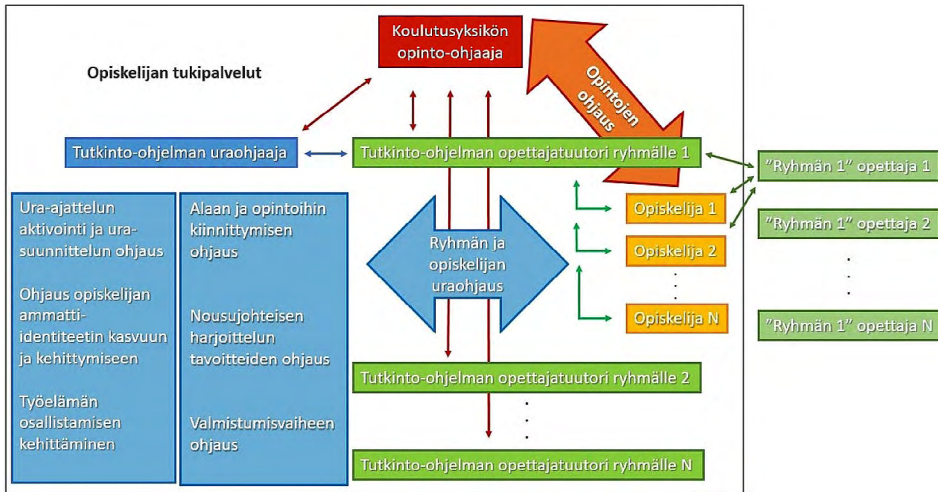 Koulutusyksikön
opinto-ohjaaja
Opiskelijan tukipalvelut
Opintojen
ohjaus
Tutkinto-ohjelman uraohjaaja
Tutkinto-ohjelman opettajatuutori ryhmälle 1
"Ryhmän 1" opettaja 1
Ura-ajattelun
aktivointi ja ura-
suunnittelun ohjaus
Ohjaus opiskelijan
ammatti-
identiteetin kasvuun
ja kehittymiseen
Työelämän
osallistamisen
kehittäminen
Alaan ja opintoihin
kiinnittymisen
ohjaus
Nousujohteisen
harjoittelun
tavoitteiden ohjaus
Valmistumisvaiheen
ohjaus
Ryhmän ja
opiskelijan
uraohjaus
Opiskelija 1
Opiskelija 2
Opiskelija N
"Ryhmän 1" opettaja 2
"Ryhmän 1" opettaja N
Tutkinto-ohjelman opettajatuutori ryhmälle 2
Tutkinto-ohjelman opettajatuutori ryhmälle N